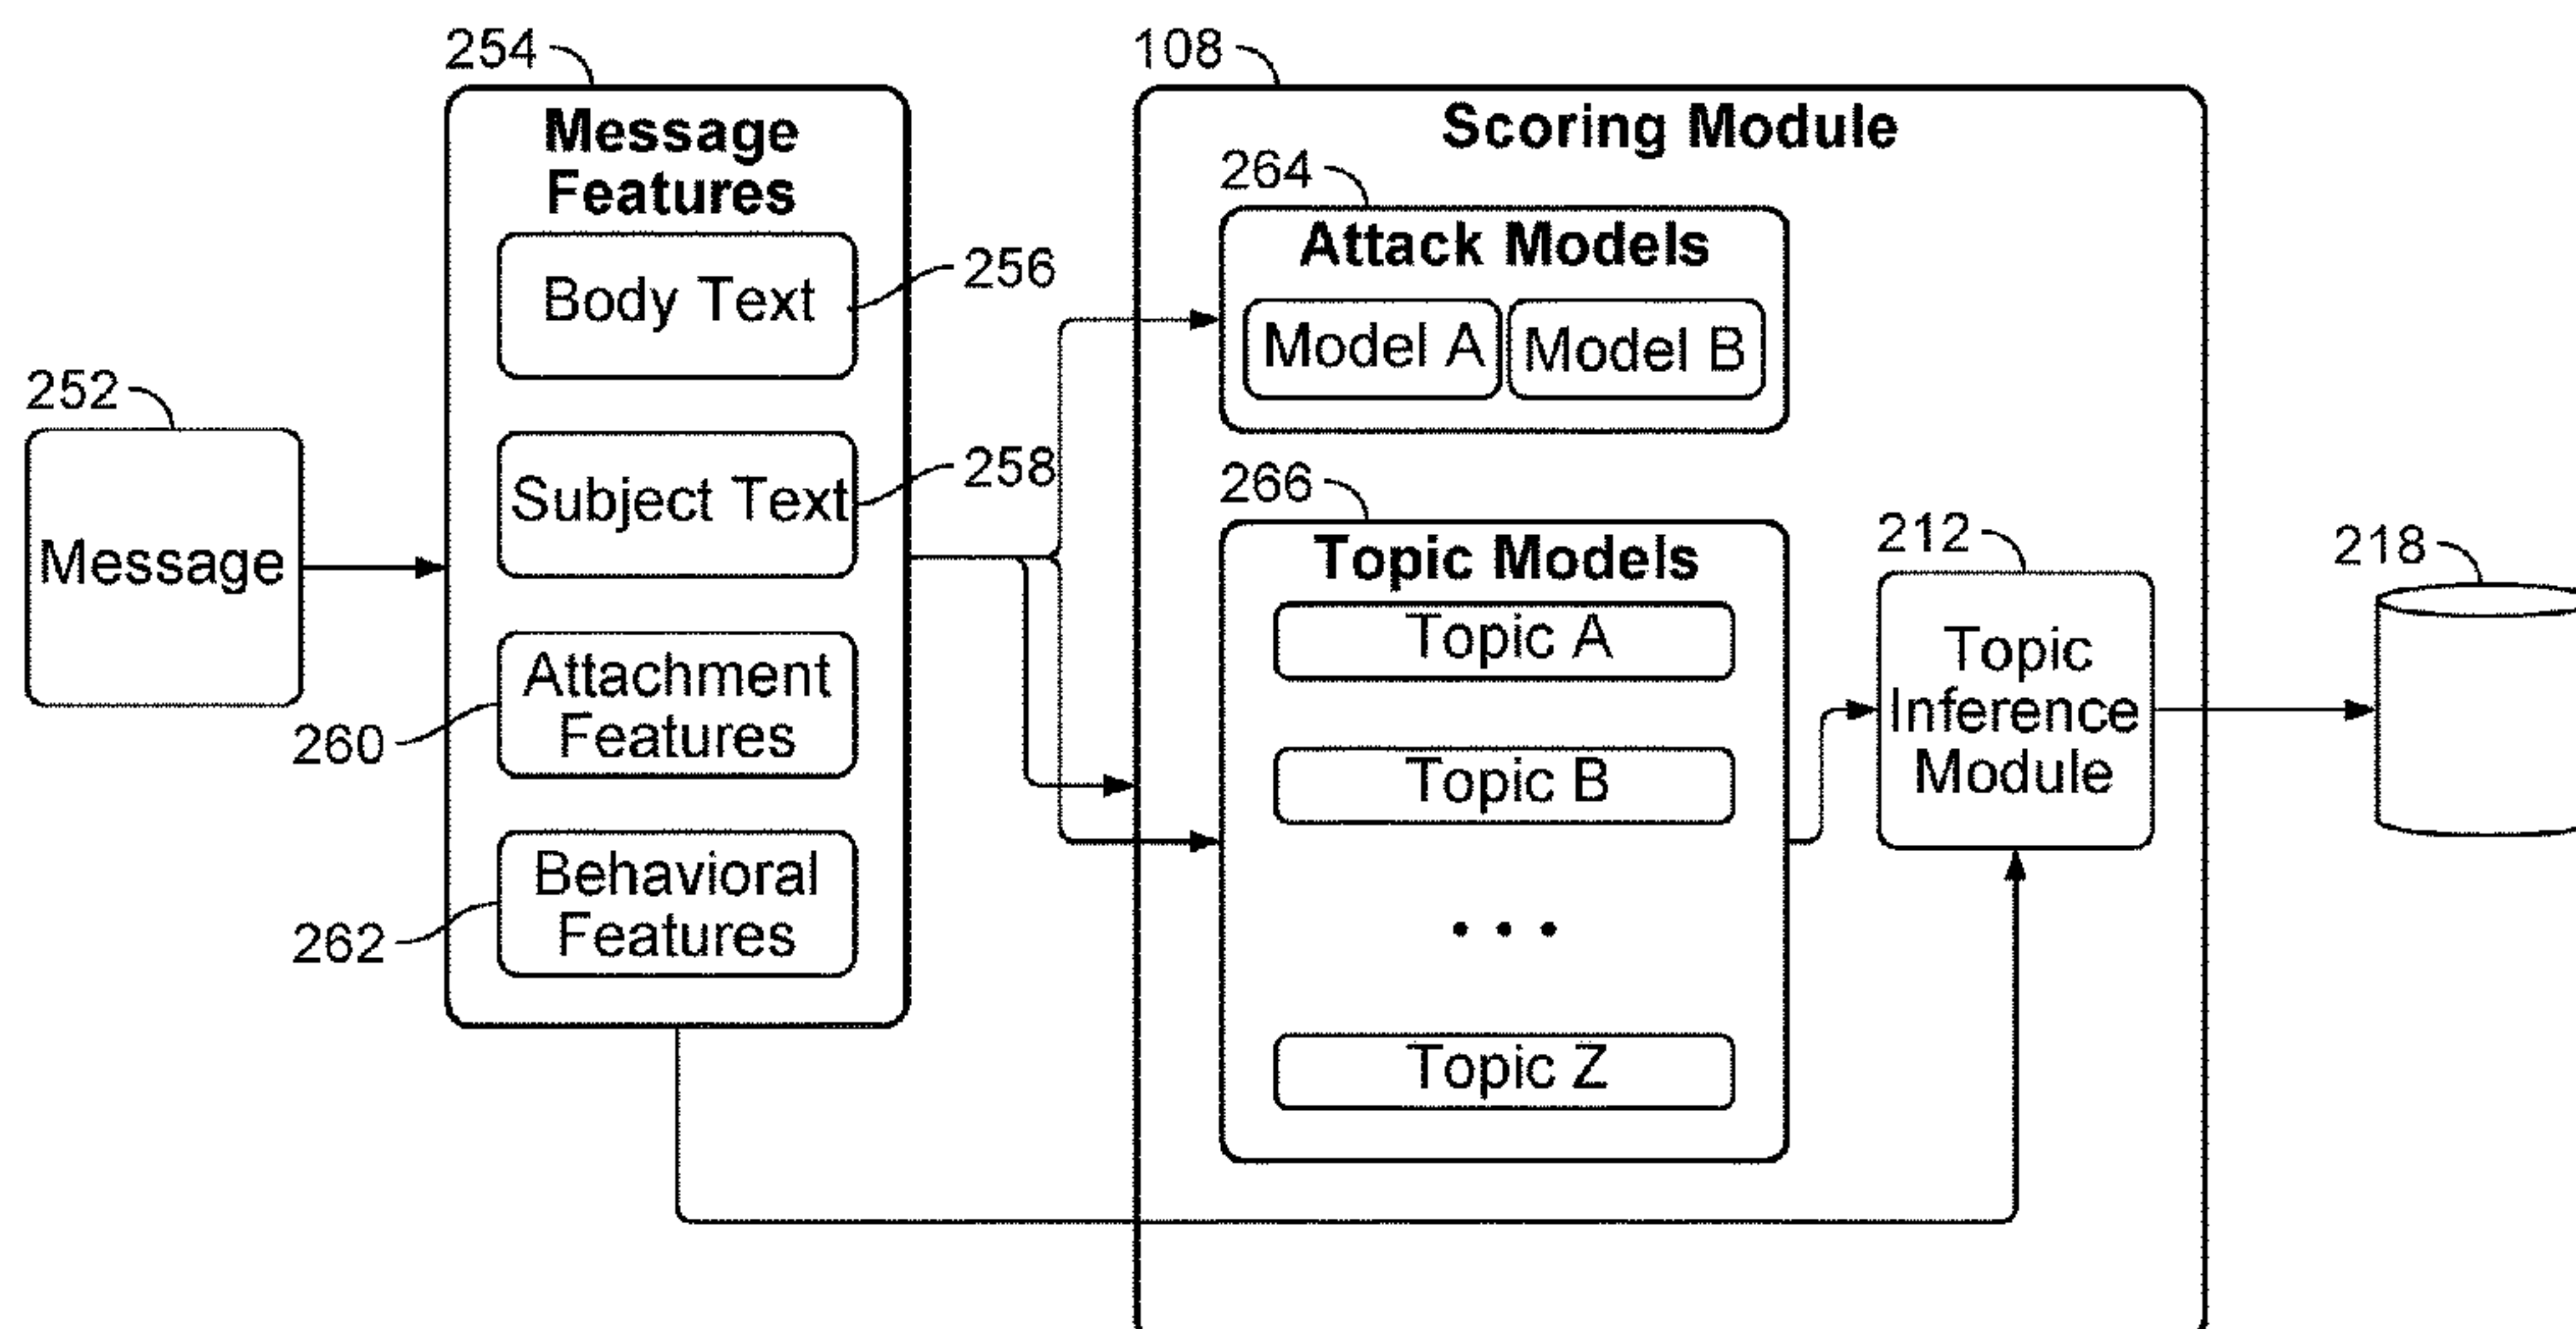 254
108
Message
Features
Scoring Module
264
Attack Models
Body Text
256
Model A
Model B
252
Message
Subject Text
258
266
Topic Models
212
218
Topic A
Topic
Inference
Module
Attachment
Features
260
Topic B
Behavioral
Features
262
• • •
Topic Z